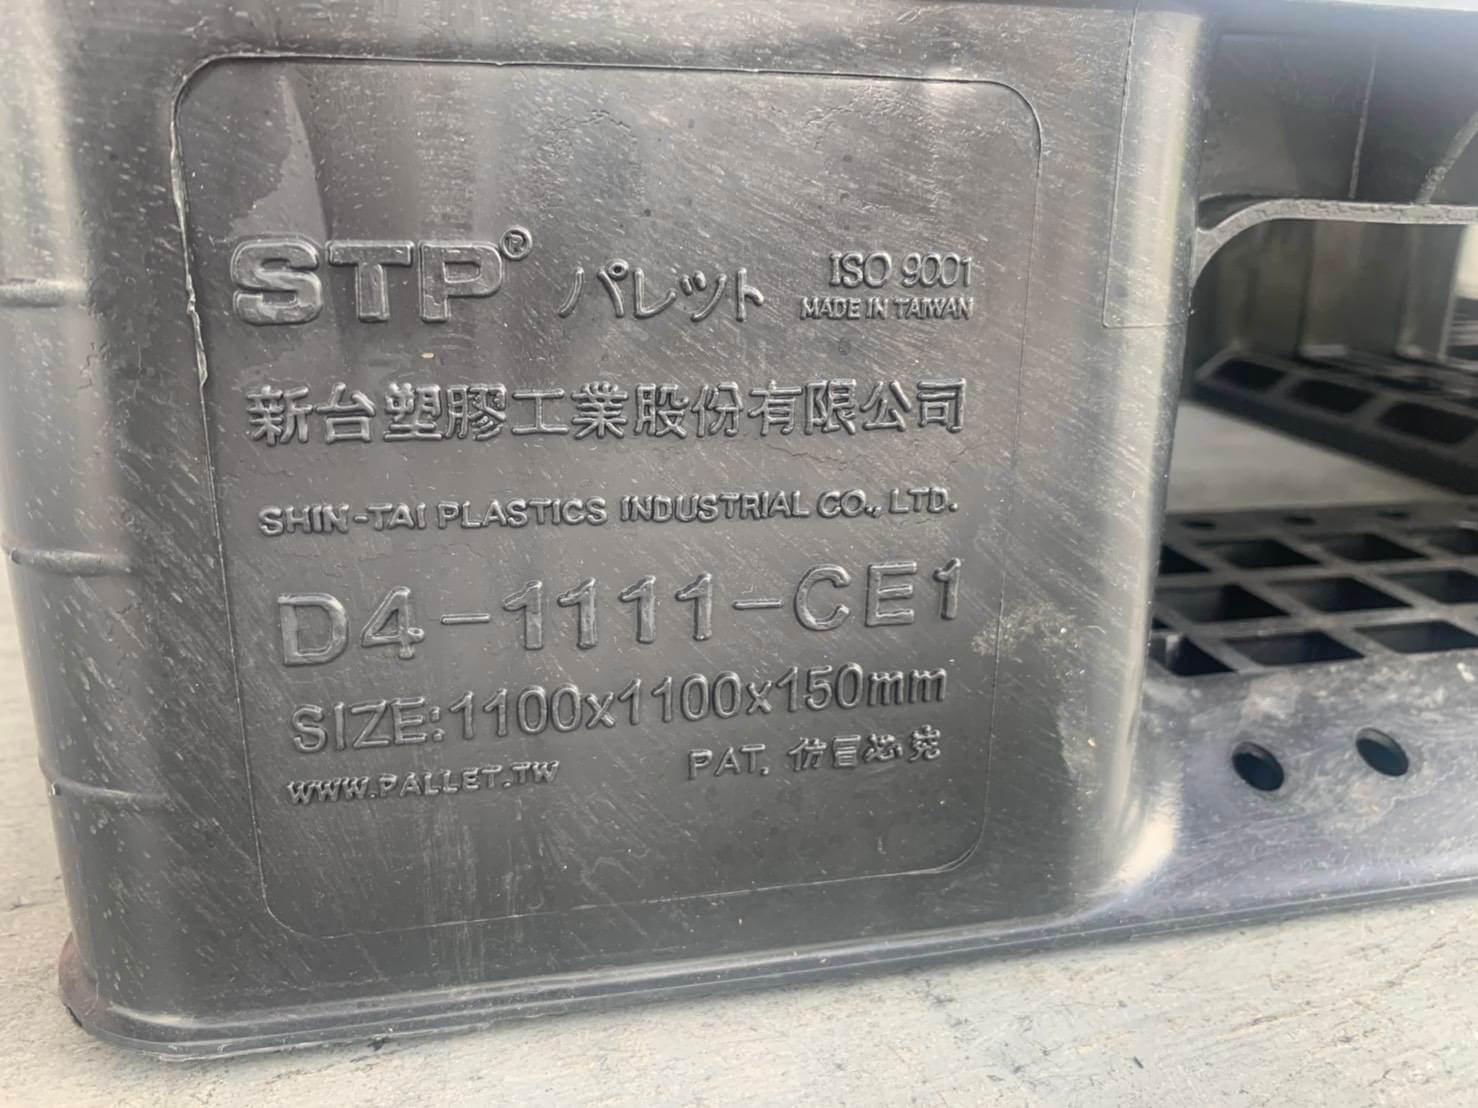 STP® パレット ISO 9001
MADE IN TAIWAN
新台塑膠工業股份有限公司
SHIN-TAI PLASTICS INDUSTRIAL CO., LTD.
D4-1111-CE1
SIZE:1100x1100x150mm
WWW.PALLET.TW PAT. 仿冒必究